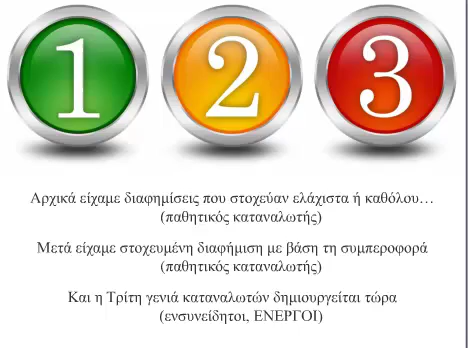 1 2 3
Αρχικά είχαμε διαφημίσεις που στοχεύαν ελάχιστα ή καθόλου…
(παθητικός καταναλωτής)
Μετά είχαμε στοχευμένη διαφήμιση με βάση τη συμπεροφορά
(παθητικός καταναλωτής)
Και η Τρίτη γενιά καταναλωτών δημιουργείται τώρα
(ενσυνείδητοι, ΕΝΕΡΓΟΙ)